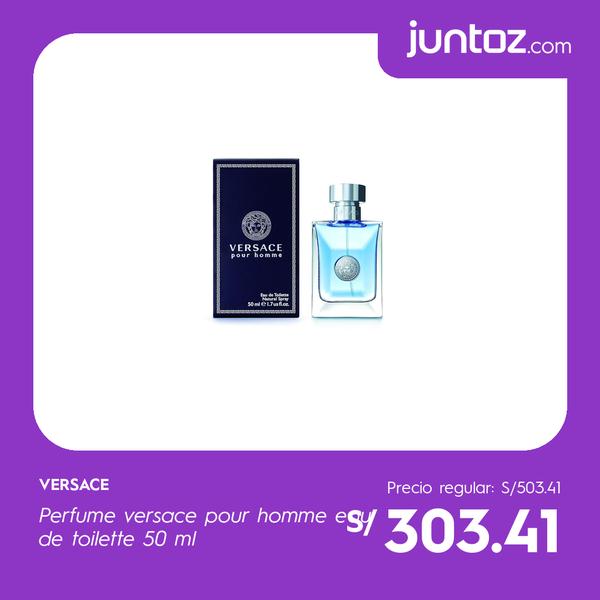 juntoz.com
VERSACE
pour homme
Eau de Toilette
Natural Spray
50 ml ℮ 1.7 us fl.oz.
VERSACE
Perfume versace pour homme eau
de toilette 50 ml
Precio regular: S/503.41
S/ 303.41